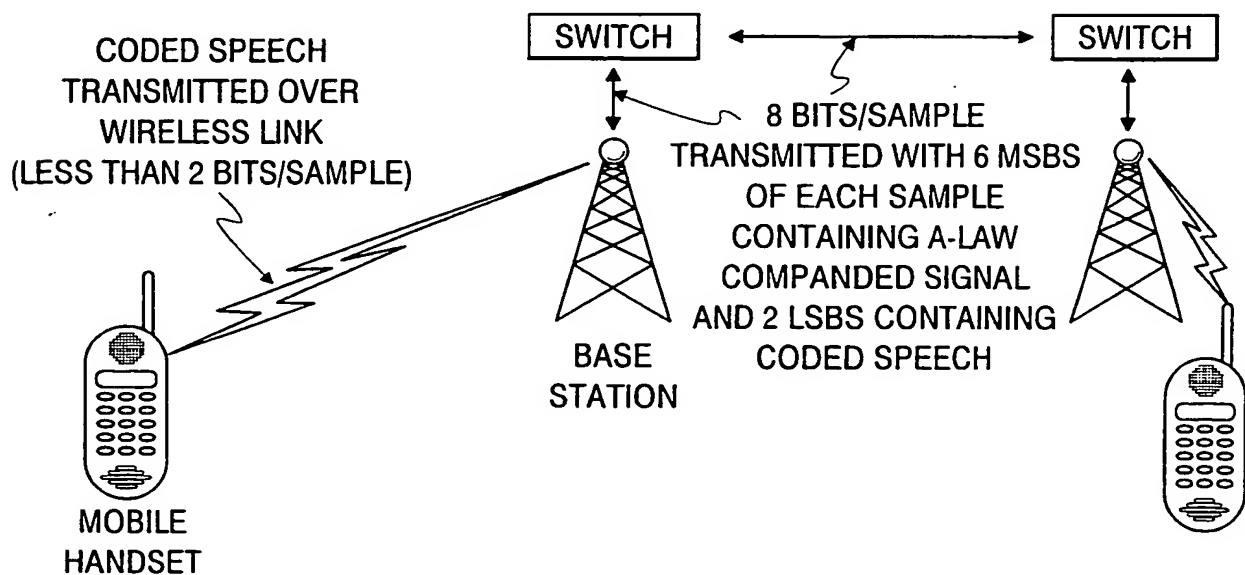 CODED SPEECH
TRANSMITTED OVER
WIRELESS LINK
(LESS THAN 2 BITS/SAMPLE)
SWITCH
SWITCH
8 BITS/SAMPLE
TRANSMITTED WITH 6 MSBS
OF EACH SAMPLE
CONTAINING A-LAW
COMPANDED SIGNAL
AND 2 LSBS CONTAINING
CODED SPEECH
BASE
STATION
MOBILE
HANDSET